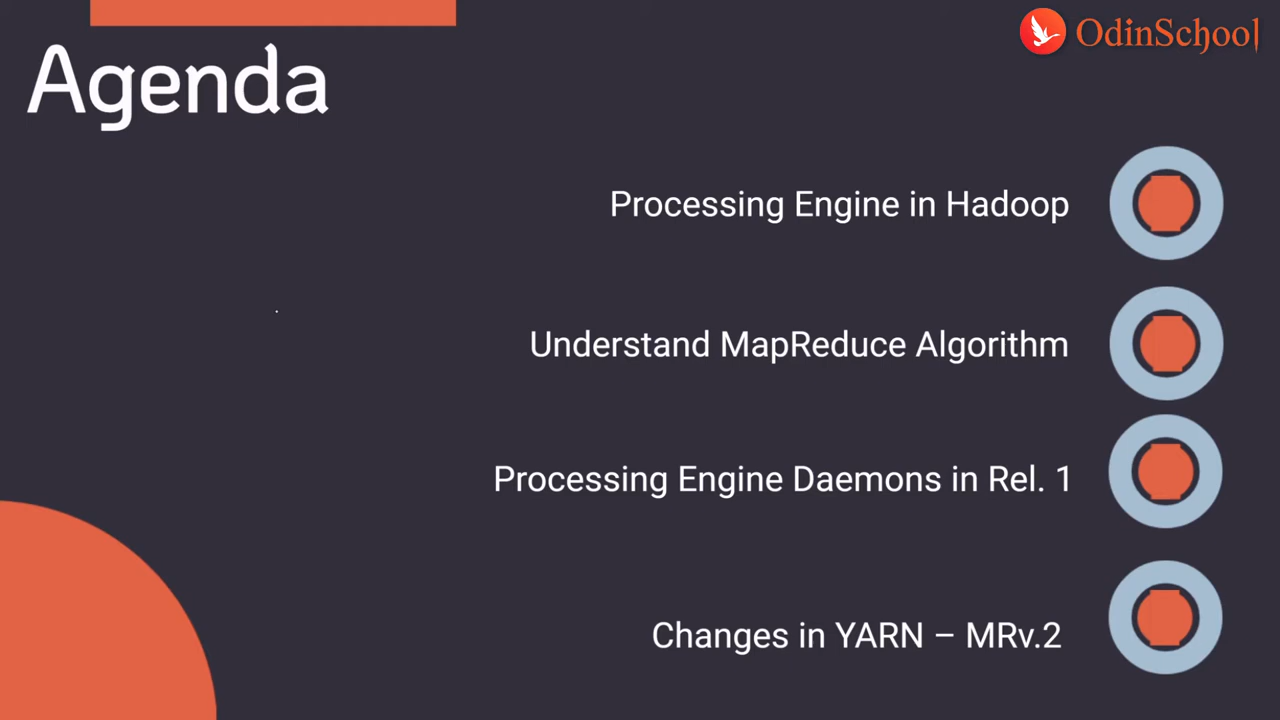 OdinSchool
Agenda
Processing Engine in Hadoop
Understand MapReduce Algorithm
Processing Engine Daemons in Rel. 1
Changes in YARN – MRv.2